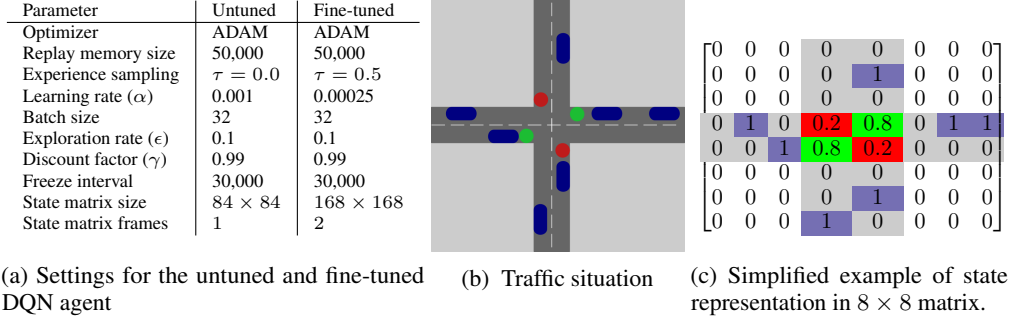 Parameter Untuned Fine-tuned
Optimizer ADAM ADAM
Replay memory size 50,000 50,000
Experience sampling τ = 0.0 τ = 0.5
Learning rate (α) 0.001 0.00025
Batch size 32 32
Exploration rate (ϵ) 0.1 0.1
Discount factor (γ) 0.99 0.99
Freeze interval 30,000 30,000
State matrix size 84 × 84 168 × 168
State matrix frames 1 2
(a) Settings for the untuned and fine-tuned
DQN agent
(b) Traffic situation
0 0 0 0 0 0 0 0
0 0 0 0 1 0 0 0
0 0 0 0 0 0 0 0
0 1 0 0.2 0.8 0 1 1
0 0 1 0.8 0.2 0 0 0
0 0 0 0 0 0 0 0
0 0 0 0 1 0 0 0
0 0 0 1 0 0 0 0
(c) Simplified example of state
representation in 8 × 8 matrix.